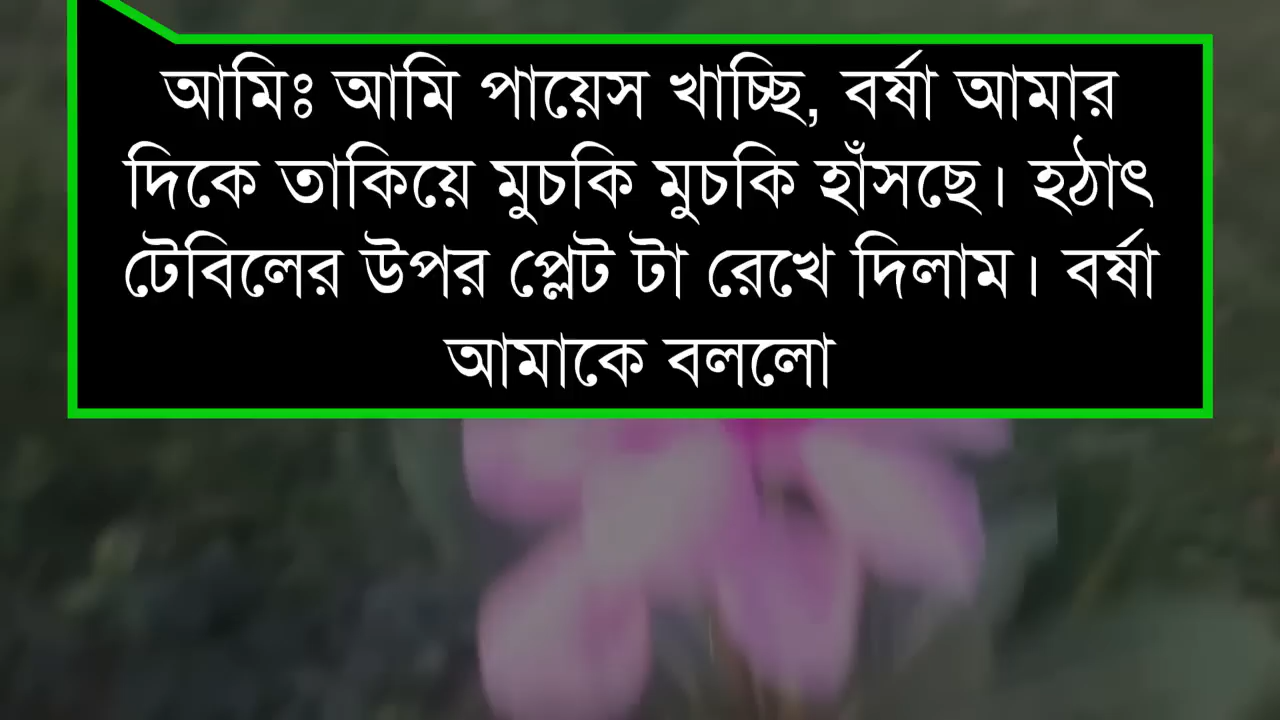 আমিঃ আমি পায়েস খাচ্ছি, বর্ষা আমার
দিকে তাকিয়ে মুচকি মুচকি হাঁসছে। হঠাৎ
টেবিলের উপর প্লেট টা রেখে দিলাম। বর্ষা
আমাকে বললো